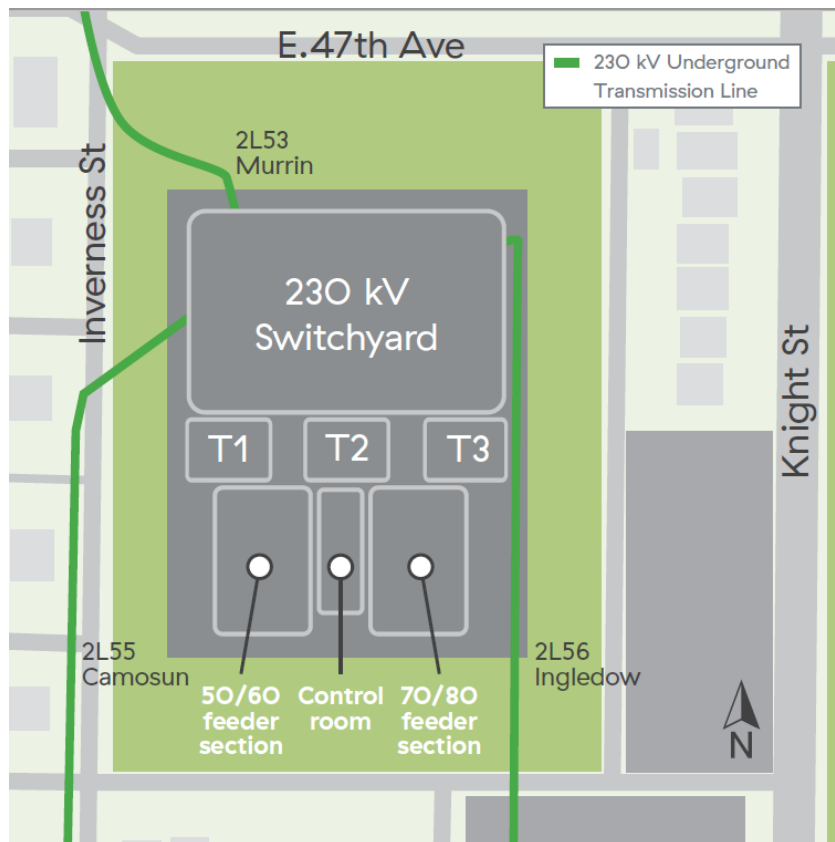 E.47th Ave
230 kV Underground
Transmission Line
2L53
Murrin
Inverness St
230 kV
Switchyard
Knight St
T1
T2
T3
2L55
Camosun
2L56
Ingledow
50/60
feeder
section
Control
room
70/80
feeder
section
N